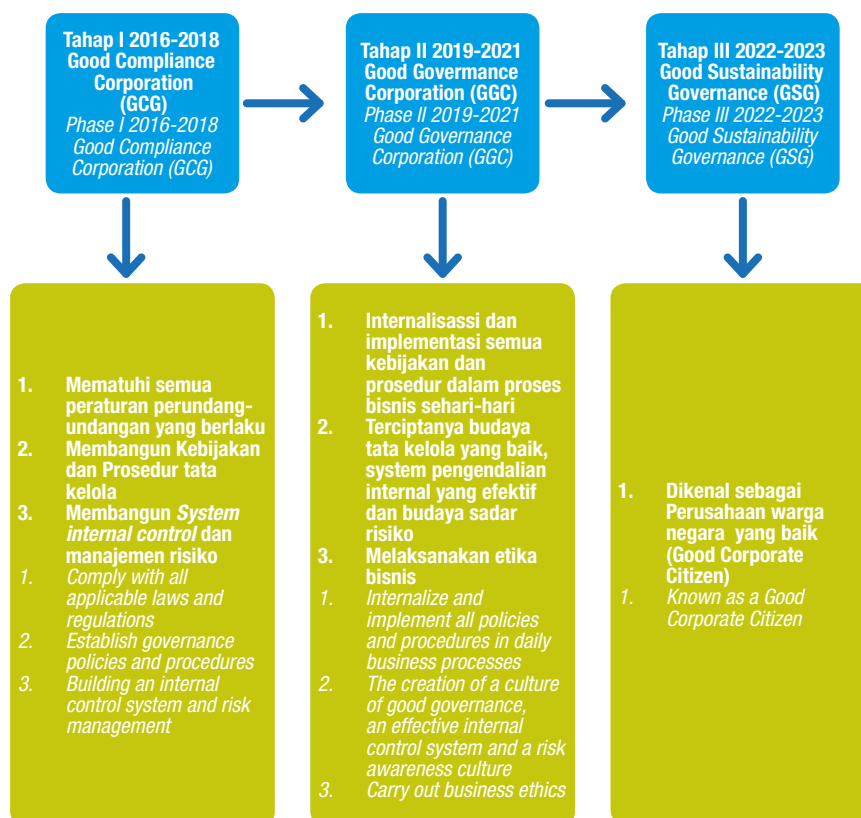 Tahap I 2016-2018
Good Compliance
Corporation
(GCG)
Phase I 2016-2018
Good Compliance
Corporation (GCG)
Tahap II 2019-2021
Good Govermance
Corporation (GGC)
Phase II 2019-2021
Good Governance
Corporation (GGC)
Tahap III 2022-2023
Good Sustainability
Governance (GSG)
Phase III 2022-2023
Good Sustainability
Governance (GSG)
1. Mematuhi semua
peraturan perundang-
undangan yang berlaku
2. Membangun Kebijakan
dan Prosedur tata
kelola
3. Membangun System
internal control dan
manajemen risiko
1. Comply with all
applicable laws and
regulations
2. Establish governance
policies and procedures
3. Building an internal
control system and risk
management
1. Internalisassi dan
implementasi semua
kebijakan dan
prosedur dalam proses
bisnis sehari-hari
2. Terciptanya budaya
tata kelola yang baik,
system pengendalian
internal yang efektif
dan budaya sadar
risiko
3. Melaksanakan etika
bisnis
1. Internalize and
implement all policies
and procedures in daily
business processes
2. The creation of a culture
of good governance,
an effective internal
control system and a risk
awareness culture
3. Carry out business ethics
1. Dikenal sebagai
Perusahaan warga
negara yang baik
(Good Corporate
Citizen)
1. Known as a Good
Corporate Citizen